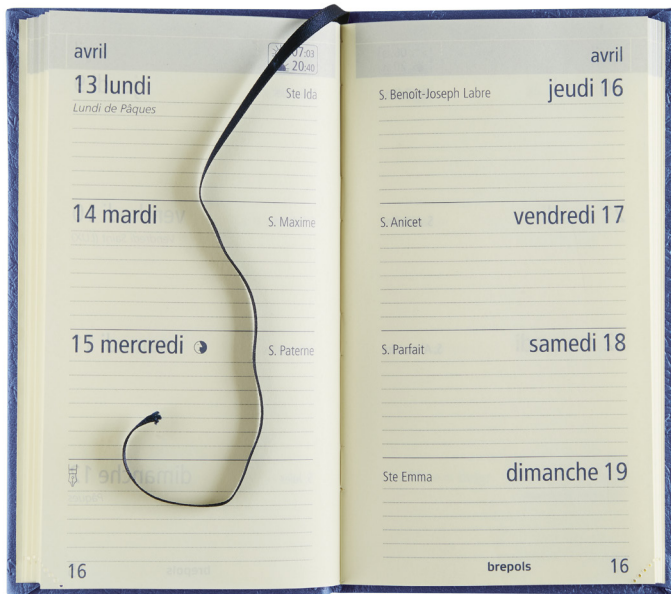 avril
07:03
20:40
13 lundi
Ste Ida
Lundi de Pâques
14 mardi
S. Maxime
15 mercredi
S. Paterne
16
avril
S. Benoît-Joseph Labre
jeudi 16
S. Anicet
vendredi 17
S. Parfait
samedi 18
Ste Emma
dimanche 19
brepols
16